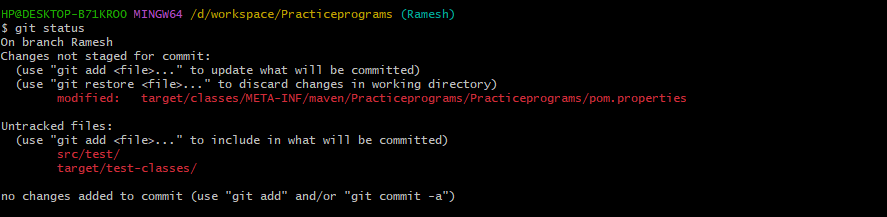 HP@DESKTOP-B71KROO MINGW64 /d/workspace/Practiceprograms (Ramesh)
$ git status
On branch Ramesh
Changes not staged for commit:
  (use "git add <file>..." to update what will be committed)
  (use "git restore <file>..." to discard changes in working directory)
        modified:   target/classes/META-INF/maven/Practiceprograms/Practiceprograms/pom.properties

Untracked files:
  (use "git add <file>..." to include in what will be committed)
        src/test/
        target/test-classes/

no changes added to commit (use "git add" and/or "git commit -a")